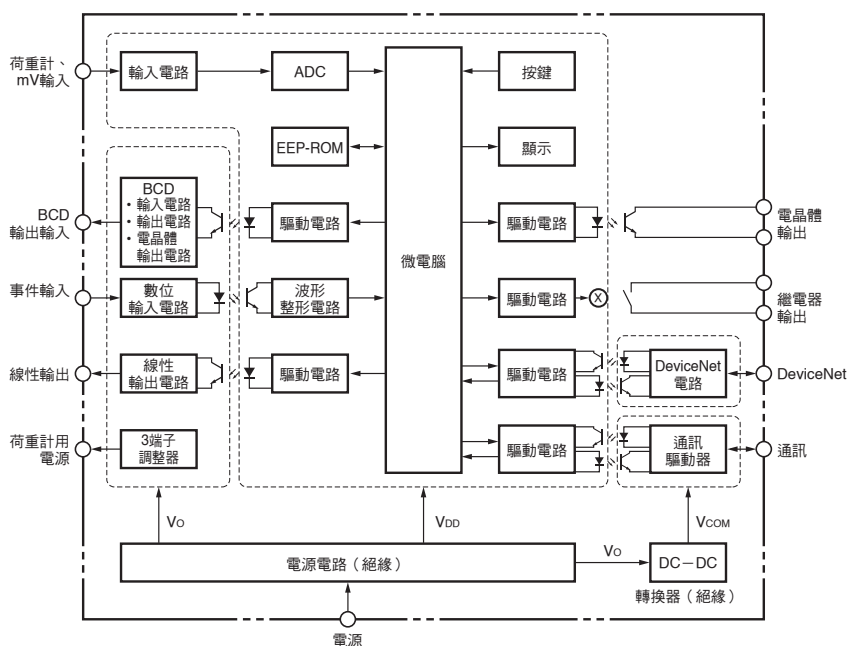 荷重計、
mV輸入
輸入電路
ADC
按鍵
EEP-ROM
顯示
BCD
輸出輸入
BCD
・輸入電路
・輸出電路
・電晶體
輸出電路
驅動電路
微電腦
驅動電路
電晶體
輸出
事件輸入
數位
輸入電路
波形
整形電路
驅動電路
X
繼電器
輸出
線性輸出
線性
輸出電路
驅動電路
驅動電路
DeviceNet
電路
DeviceNet
荷重計用
電源
3端子
調整器
驅動電路
通訊
驅動器
通訊
VO
VDD
VCOM
電源電路(絕緣)
VO
DC-DC
轉換器(絕緣)
電源